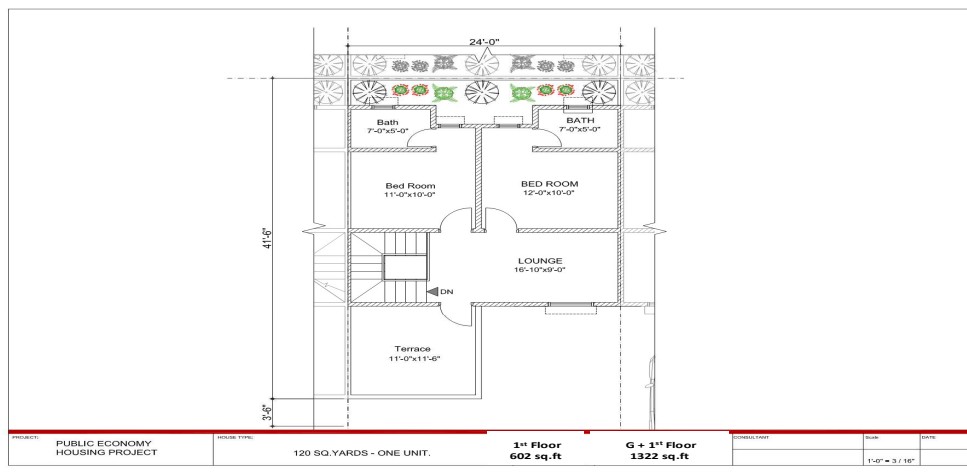 24'-0"
Bath
7'-0"x5'-0"
BATH
7'-0"x5'-0"
Bed Room
11'-0"x10'-0"
BED ROOM
12'-0"x10'-0"
41'-6"
LOUNGE
16'-10"x9'-0"
DN
Terrace
11'-0"x11'-6"
3'-6"
PROJECT:
PUBLIC ECONOMY
HOUSING PROJECT
HOUSE TYPE:
120 SQ.YARDS - ONE UNIT.
1st Floor
602 sq.ft
G + 1st Floor
1322 sq.ft
CONSULTANT
Scale
1'-0" = 3 / 16"
DATE